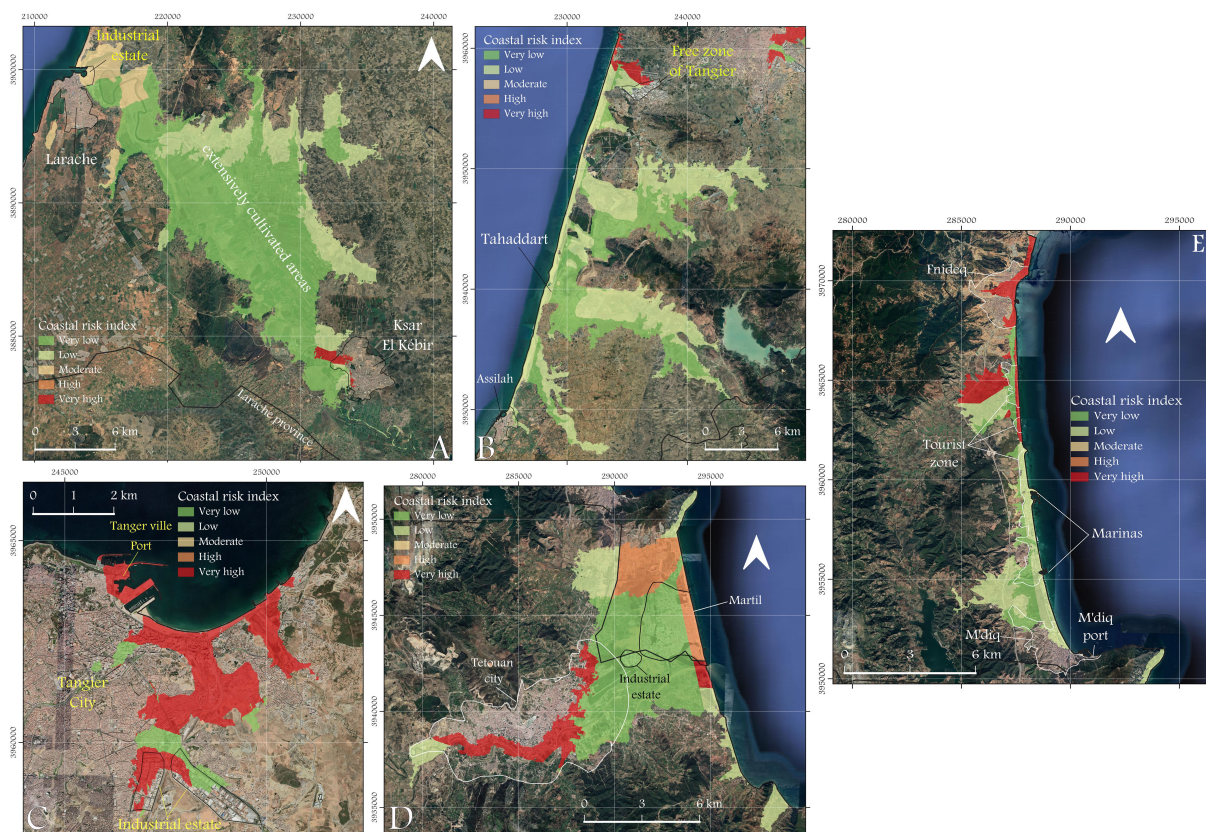 210000
220000
230000
240000
3900000
3890000
3880000
Industrial
estate
Larache
extensively cultivated areas
Ksar
El Kébir
Larache province
Coastal risk index
Very low
Low
Moderate
High
Very high
0 3 6 km
A
230000
240000
3960000
3950000
3940000
3930000
Coastal risk index
Very low
Low
Moderate
High
Very high
Free zone
of Tangier
Tahaddart
Assilah
0 3 6 km
B
245000
250000
3965000
3960000
0 1 2 km
Coastal risk index
Very low
Low
Moderate
High
Very high
Tanger ville
Port
Tangier
City
Industrial estate
C
280000
285000
290000
295000
3950000
3945000
3940000
3935000
Coastal risk index
Very low
Low
Moderate
High
Very high
Martil
Tetouan
city
Industrial
estate
0 3 6 km
D
280000
285000
290000
295000
3970000
3965000
3960000
3955000
3950000
E
Fnideq
Coastal risk index
Very low
Low
Moderate
High
Very high
Tourist
zone
Marinas
M'diq
M'diq
port
0 3 6 km